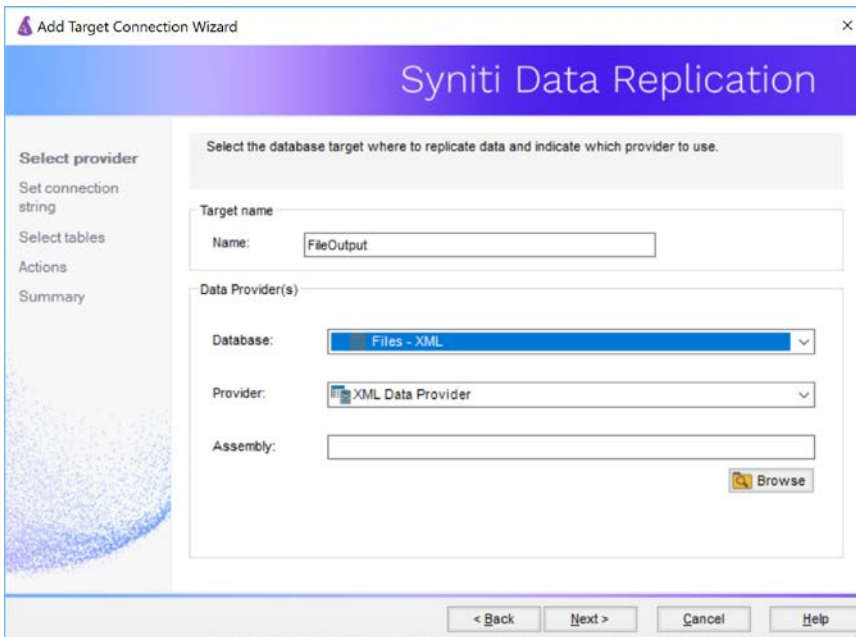 Add Target Connection Wizard
Syniti Data Replication
Select provider
Set connection
string
Select tables
Actions
Summary
Select the database target where to replicate data and indicate which provider to use.
Target name
Name:
FileOutput
Data Provider(s)
Database:
Files - XML
Provider:
XML Data Provider
Assembly:
Browse
< Back
Next >
Cancel
Help